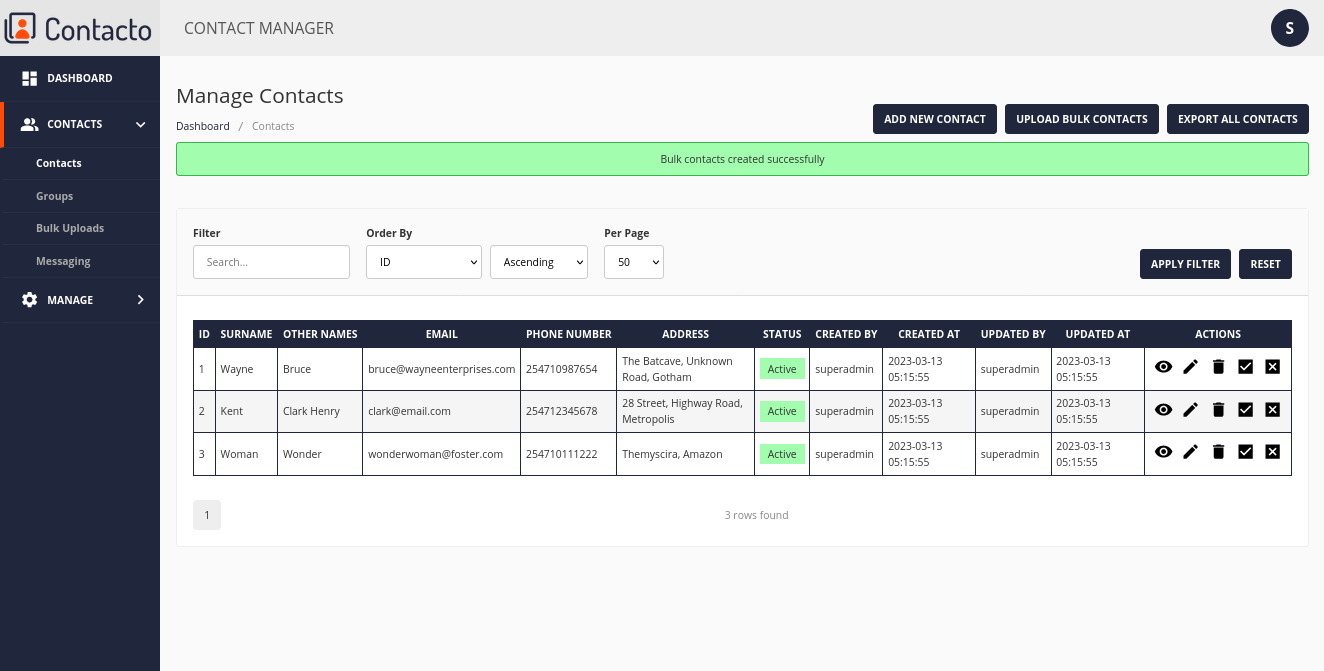 Contacto
CONTACT MANAGER
S
DASHBOARD
CONTACTS
Contacts
Groups
Bulk Uploads
Messaging
MANAGE
Manage Contacts
Dashboard / Contacts
ADD NEW CONTACT UPLOAD BULK CONTACTS EXPORT ALL CONTACTS
Bulk contacts created successfully
Filter Order By Per Page
Search... ID Ascending 50 APPLY FILTER RESET
ID SURNAME OTHER NAMES EMAIL PHONE NUMBER ADDRESS STATUS CREATED BY CREATED AT UPDATED BY UPDATED AT ACTIONS
1 Wayne Bruce bruce@wayneenterprises.com 254710987654 The Batcave, Unknown Road, Gotham Active superadmin 2023-03-13 05:15:55 superadmin 2023-03-13 05:15:55
2 Kent Clark Henry clark@email.com 254712345678 28 Street, Highway Road, Metropolis Active superadmin 2023-03-13 05:15:55 superadmin 2023-03-13 05:15:55
3 Woman Wonder wonderwoman@foster.com 254710111222 Themyscira, Amazon Active superadmin 2023-03-13 05:15:55 superadmin 2023-03-13 05:15:55
1 3 rows found